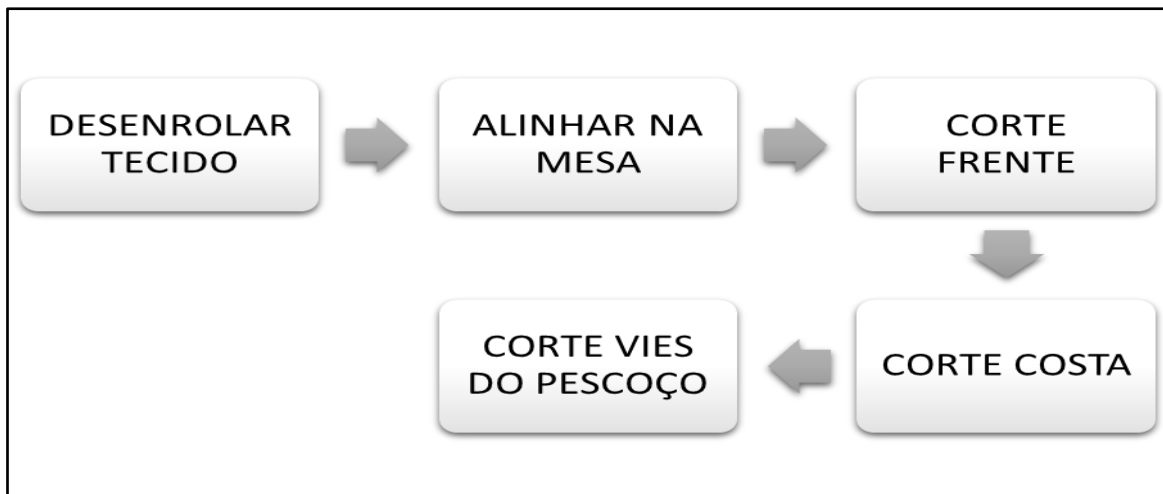 DESENROLAR
TECIDO
ALINHAR NA
MESA
CORTE
FRENTE
CORTE COSTA
CORTE VIES
DO PESCOÇO